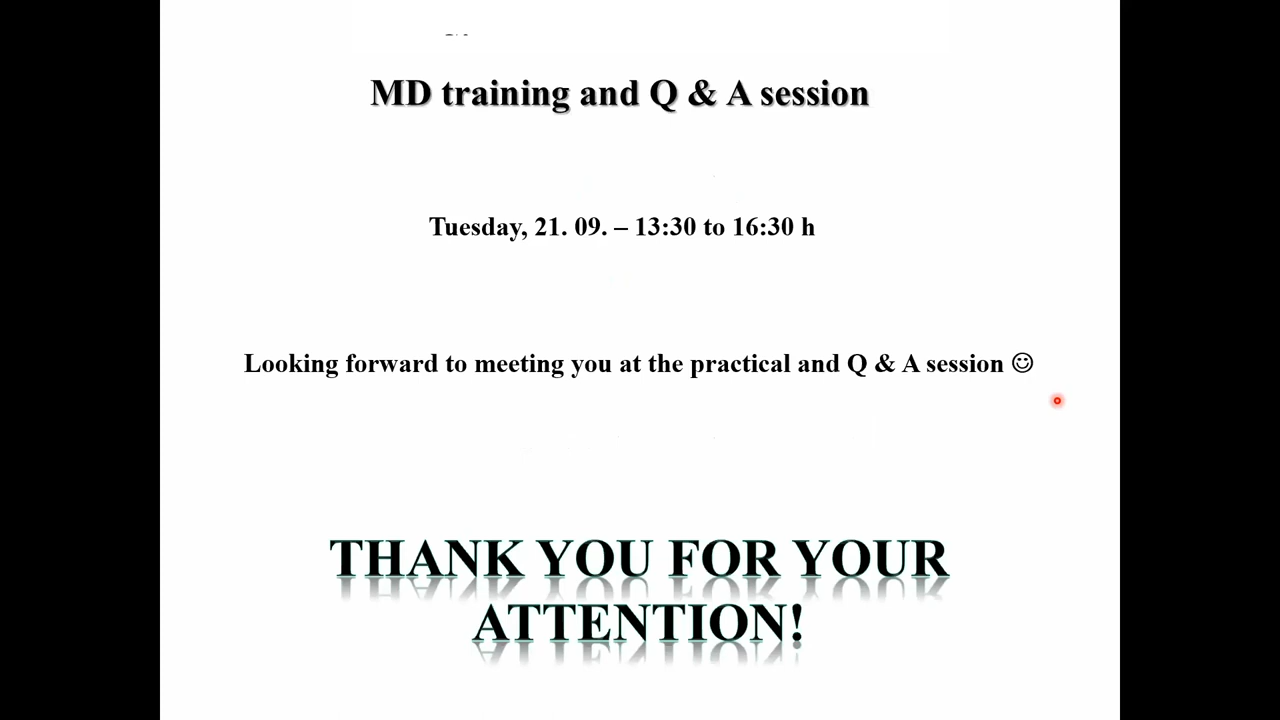 MD training and Q & A session
Tuesday, 21. 09. – 13:30 to 16:30 h
Looking forward to meeting you at the practical and Q & A session ☺
THANK YOU FOR YOUR
ATTENTION!